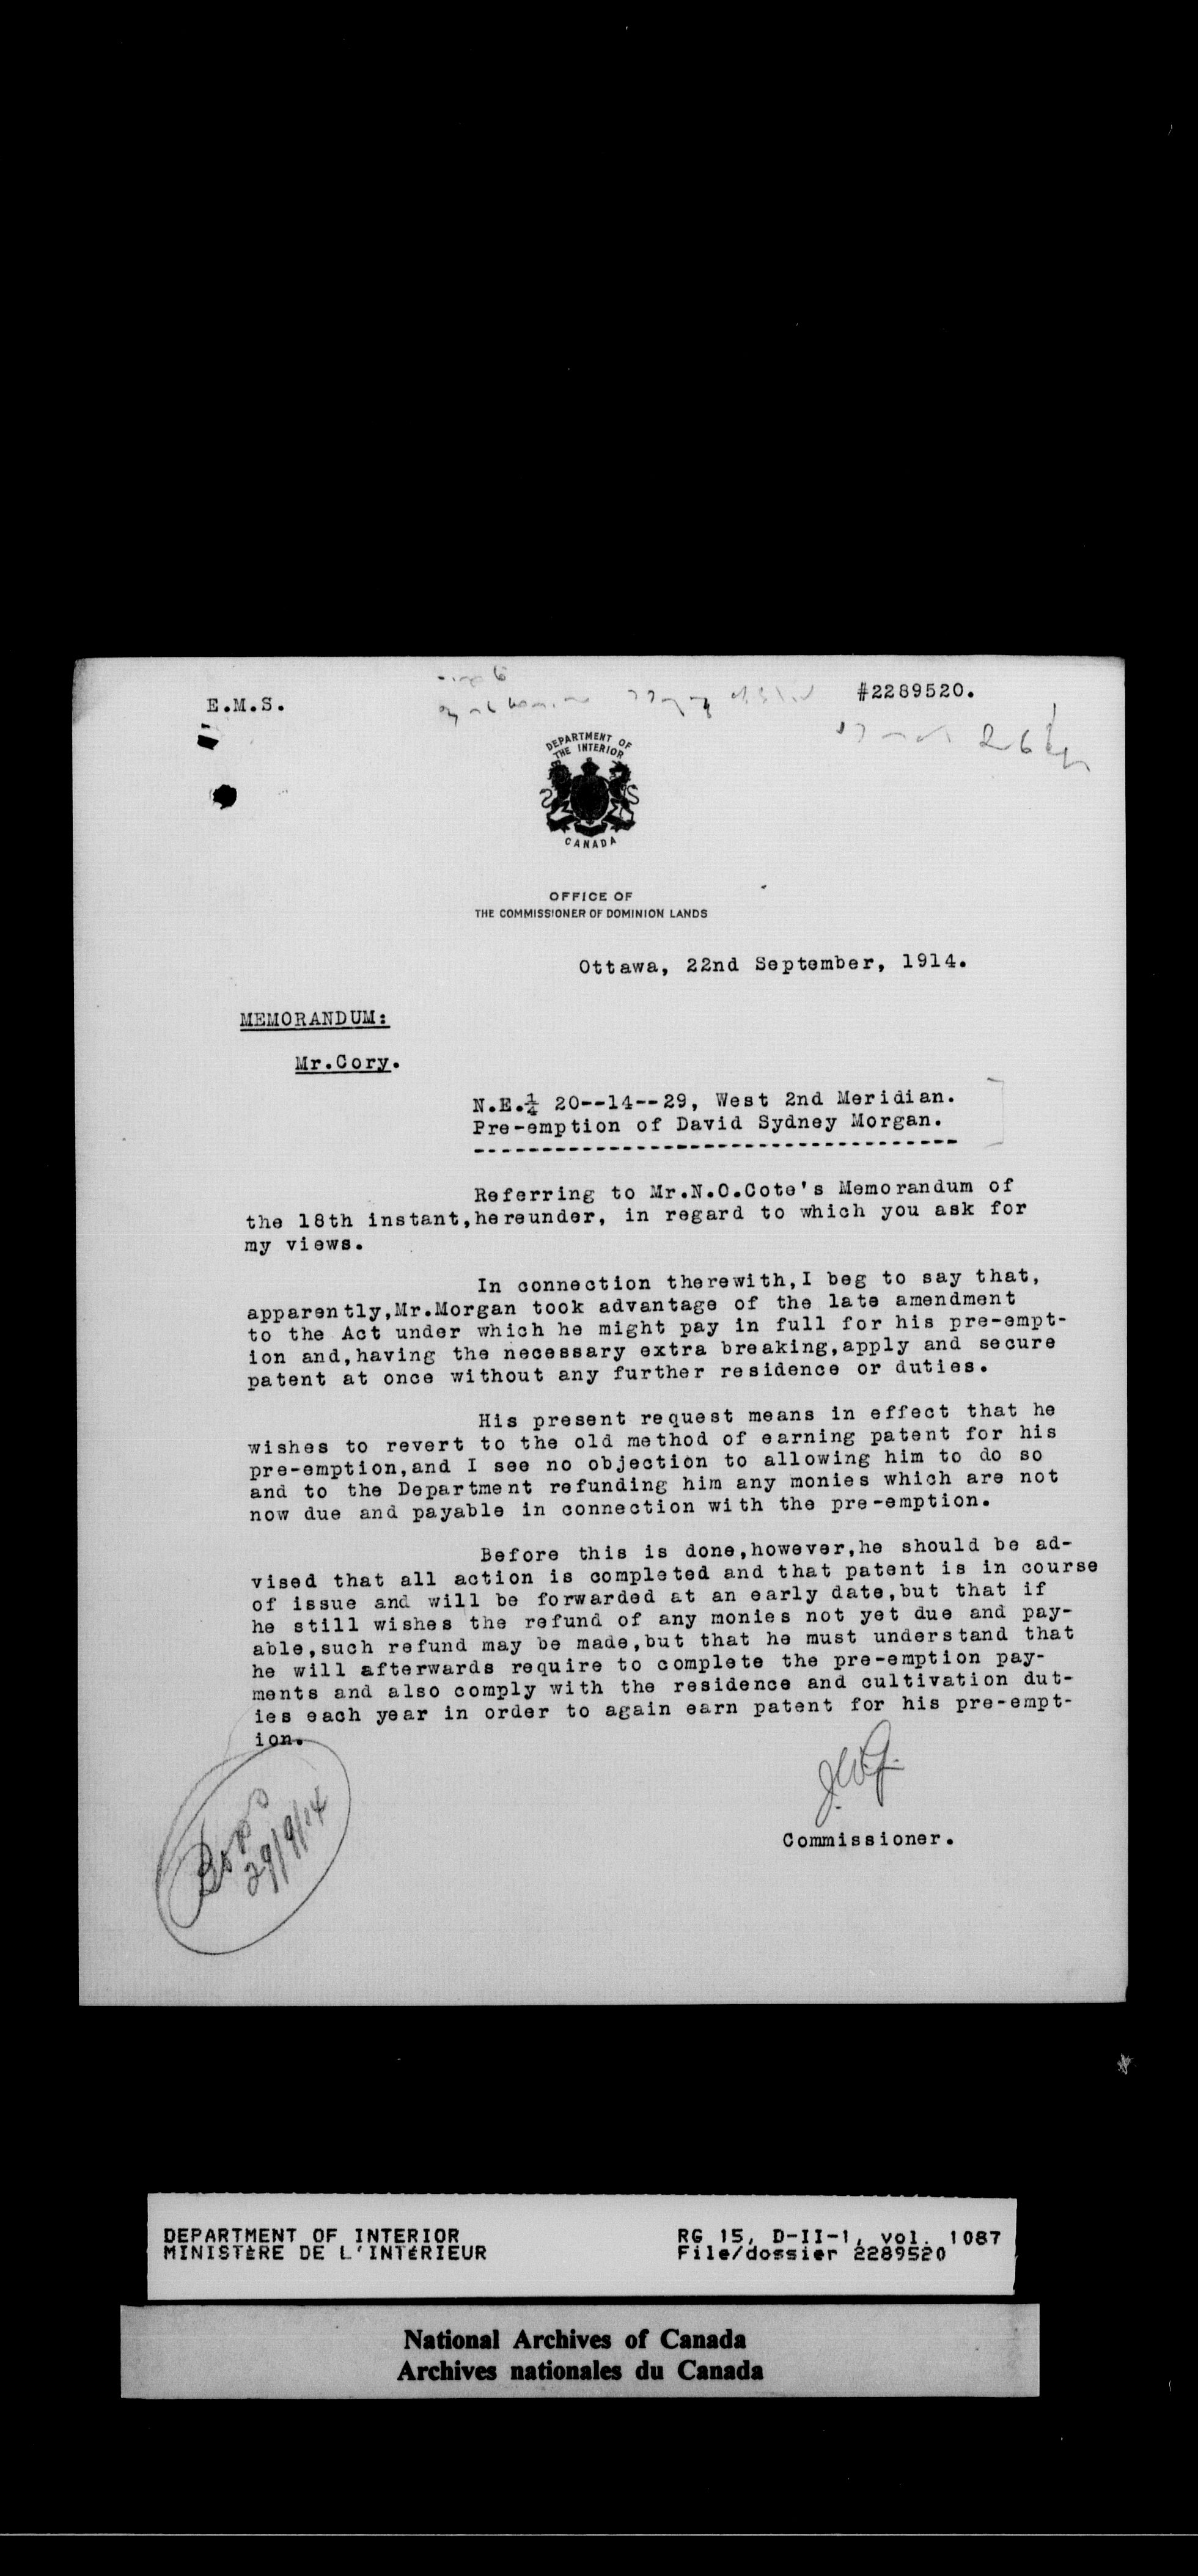 E.M.S.
#2289520.
DEPARTMENT OF
THE INTERIOR
CANADA
OFFICE OF
THE COMMISSIONER OF DOMINION LANDS
Ottawa, 22nd September, 1914.
MEMORANDUM:
Mr.Cory.
N.E.¼ 20--14--29, West 2nd Meridian.
Pre-emption of David Sydney Morgan.
Referring to Mr.N.O.Cote's Memorandum of
the 18th instant,hereunder, in regard to which you ask for
my views.
In connection therewith,I beg to say that,
apparently,Mr.Morgan took advantage of the late amendment
to the Act under which he might pay in full for his pre-empt-
ion and,having the necessary extra breaking,apply and secure
patent at once without any further residence or duties.
His present request means in effect that he
wishes to revert to the old method of earning patent for his
pre-emption,and I see no objection to allowing him to do so
and to the Department refunding him any monies which are not
now due and payable in connection with the pre-emption.
Before this is done,however,he should be ad-
vised that all action is completed and that patent is in course
of issue and will be forwarded at an early date,but that if
he still wishes the refund of any monies not yet due and pay-
able,such refund may be made,but that he must understand that
he will afterwards require to complete the pre-emption pay-
ments and also comply with the residence and cultivation dut-
ies each year in order to again earn patent for his pre-empt-
ion.
29/9/14
Commissioner.
DEPARTMENT OF INTERIOR
MINISTÈRE DE L'INTÉRIEUR
RG 15, D-II-1, vol. 1087
File/dossier 2289520
National Archives of Canada
Archives nationales du Canada